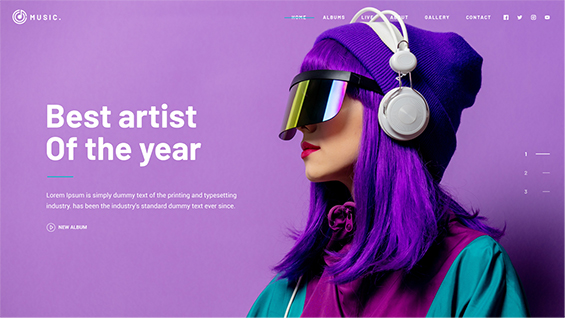 MUSIC.
HOME ALBUMS LIVE ABOUT GALLERY CONTACT
Best artist
Of the year
Lorem Ipsum is simply dummy text of the printing and typesetting
industry. has been the industry's standard dummy text ever since.
NEW ALBUM
1
2
3